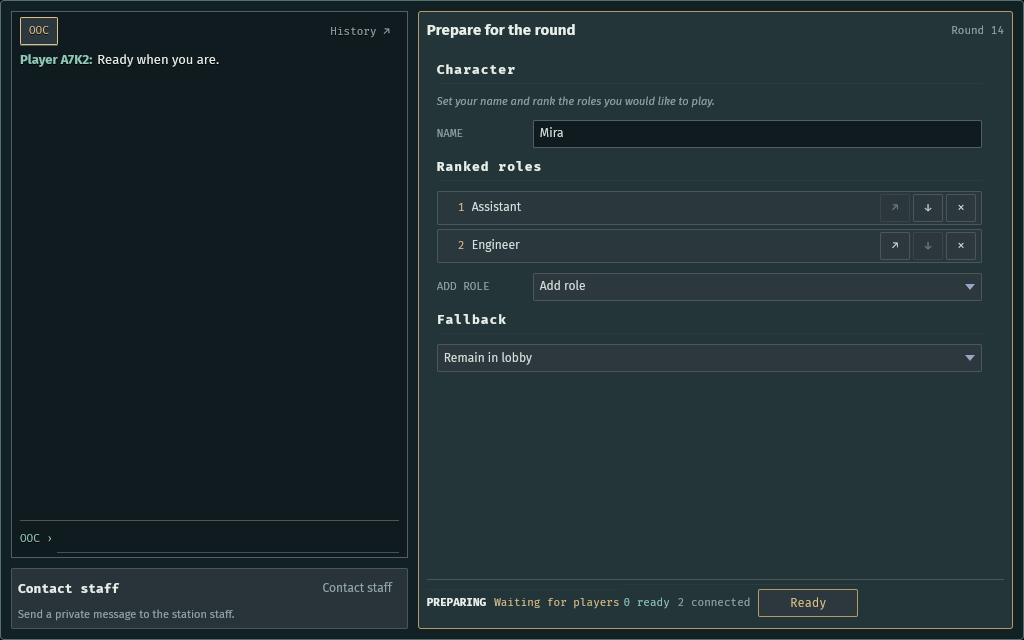 OOC
History ↗
Player A7K2: Ready when you are.
OOC ›
Contact staff
Contact staff
Send a private message to the station staff.
Prepare for the round
Round 14
Character
Set your name and rank the roles you would like to play.
NAME
Mira
Ranked roles
1 Assistant ↗ ↓ ×
2 Engineer ↗ ↓ ×
ADD ROLE
Add role
Fallback
Remain in lobby
PREPARING Waiting for players 0 ready 2 connected
Ready